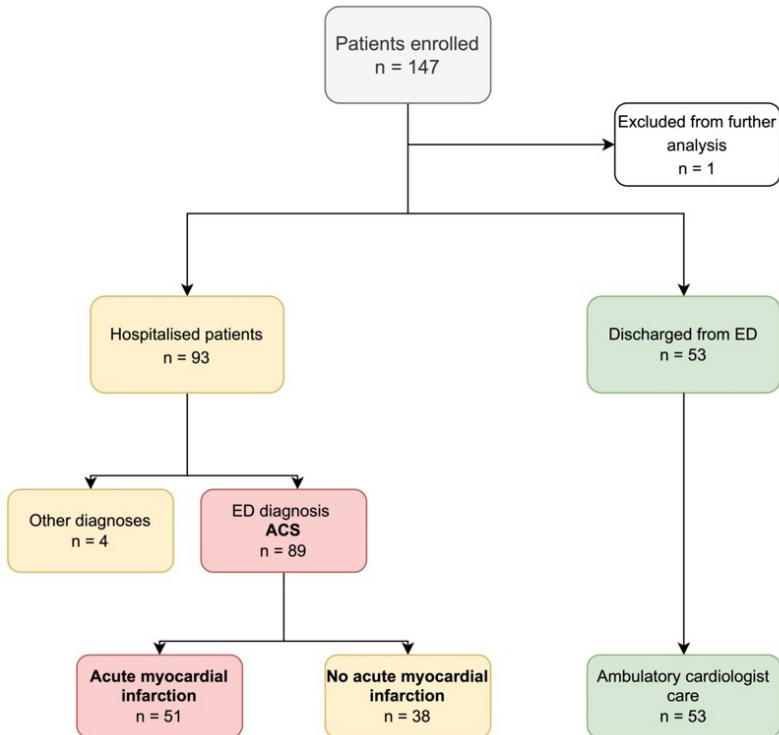 Patients enrolled
n = 147
Excluded from further
analysis
n = 1
Hospitalised patients
n = 93
Discharged from ED
n = 53
Other diagnoses
n = 4
ED diagnosis
ACS
n = 89
Acute myocardial
infarction
n = 51
No acute myocardial
infarction
n = 38
Ambulatory cardiologist
care
n = 53